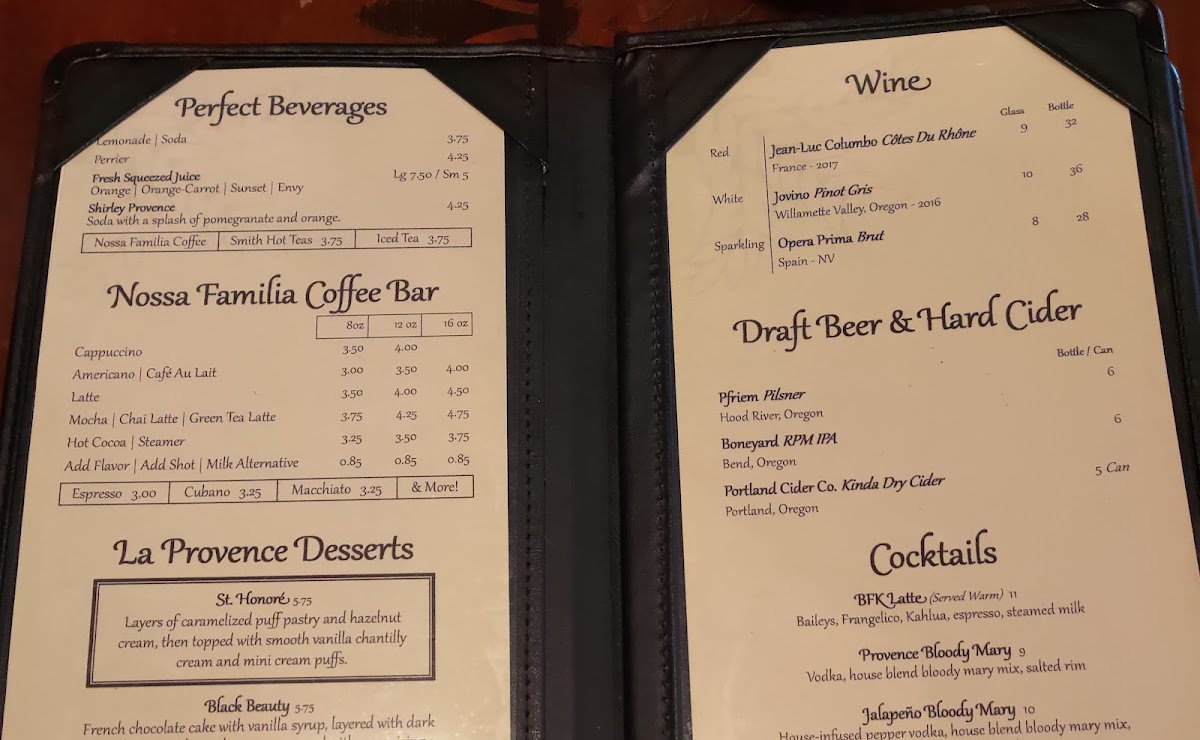 Perfect Beverages
Lemonade | Soda 3.75
Perrier 4.25
Fresh Squeezed Juice Lg 7.50 / Sm 5
Orange | Orange-Carrot | Sunset | Envy
Shirley Provence 4.25
Soda with a splash of pomegranate and orange.
Nossa Familia Coffee Smith Hot Teas 3.75 Iced Tea 3.75
Nossa Familia Coffee Bar
8oz 12 oz 16 oz
Cappuccino 3.50 4.00
Americano | Café Au Lait 3.00 3.50 4.00
Latte 3.50 4.00 4.50
Mocha | Chai Latte | Green Tea Latte 3.75 4.25 4.75
Hot Cocoa | Steamer 3.25 3.50 3.75
Add Flavor | Add Shot | Milk Alternative 0.85 0.85 0.85
Espresso 3.00 Cubano 3.25 Macchiato 3.25 & More!
La Provence Desserts
St. Honoré 5.75
Layers of caramelized puff pastry and hazelnut
cream, then topped with smooth vanilla chantilly
cream and mini cream puffs.
Black Beauty 5.75
French chocolate cake with vanilla syrup, layered with dark
Wine
Glass Bottle
Red Jean-Luc Columbo Côtes Du Rhône 9 32
France - 2017
White Jovino Pinot Gris 10 36
Willamette Valley, Oregon - 2016
Sparkling Opera Prima Brut 8 28
Spain - NV
Draft Beer & Hard Cider
Bottle / Can
Pfriem Pilsner 6
Hood River, Oregon
Boneyard RPM IPA 6
Bend, Oregon
Portland Cider Co. Kinda Dry Cider 5 Can
Portland, Oregon
Cocktails
BFK Latte (Served Warm) 11
Baileys, Frangelico, Kahlua, espresso, steamed milk
Provence Bloody Mary 9
Vodka, house blend bloody mary mix, salted rim
Jalapeño Bloody Mary 10
House-infused pepper vodka, house blend bloody mary mix,